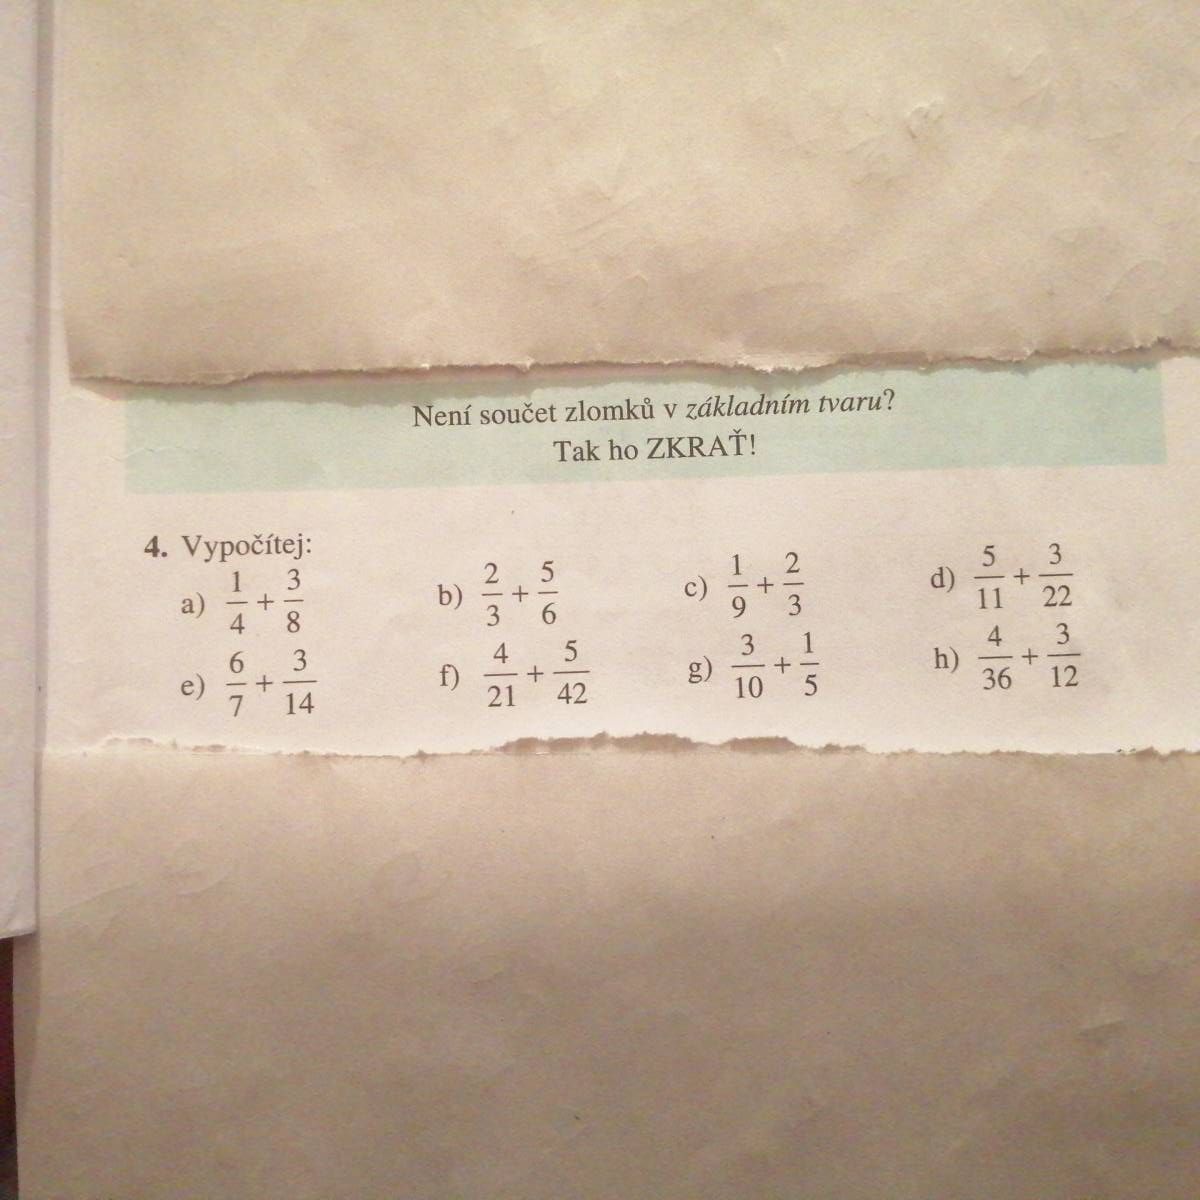 Není součet zlomků v základním tvaru?
Tak ho ZKRAŤ!
4. Vypočítej:
a) 1/4 + 3/8 b) 2/3 + 5/6 c) 1/9 + 2/3 d) 5/11 + 3/22
e) 6/7 + 3/14 f) 4/21 + 5/42 g) 3/10 + 1/5 h) 4/36 + 3/12